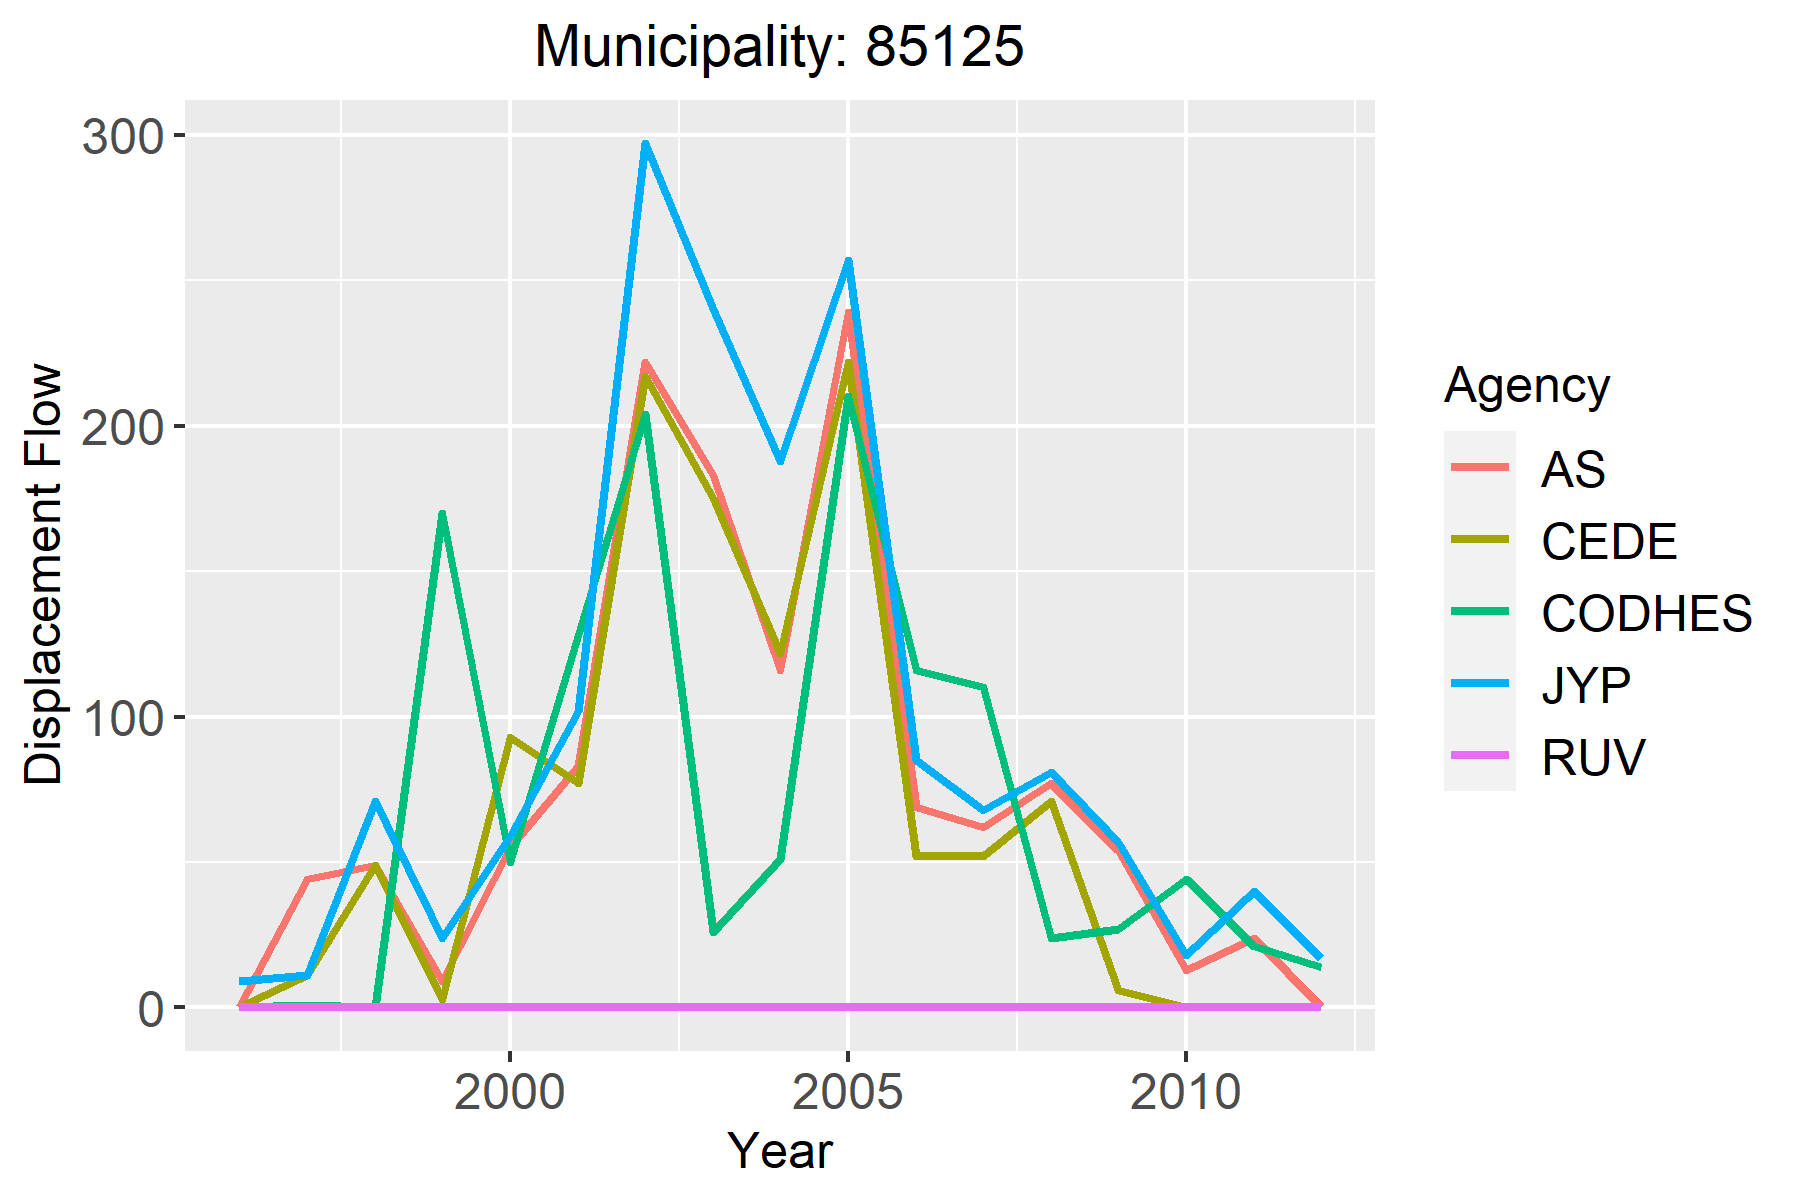 Municipality: 85125
300
200
100
0
Displacement Flow
2000 2005 2010
Year
Agency
AS
CEDE
CODHES
JYP
RUV